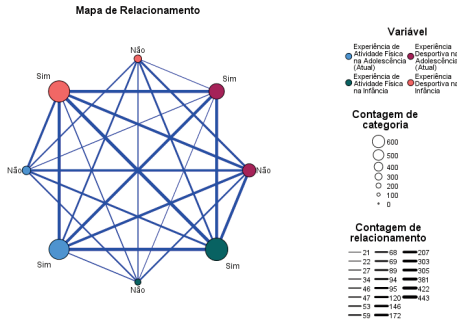 Mapa de Relacionamento
Não
Sim
Sim
Não
Não
Sim
Sim
Não
Variável
Experiência de
Atividade Física
na Adolescência
(Atual)
Experiência
Desportiva na
Adolescência
(Atual)
Experiência de
Atividade Física
na Infância
Experiência
Desportiva na
Infância
Contagem de
categoria
600
500
400
300
200
100
0
Contagem de
relacionamento
21 68 207
22 69 303
27 89 305
34 94 381
46 95 422
47 120 443
53 146
59 172